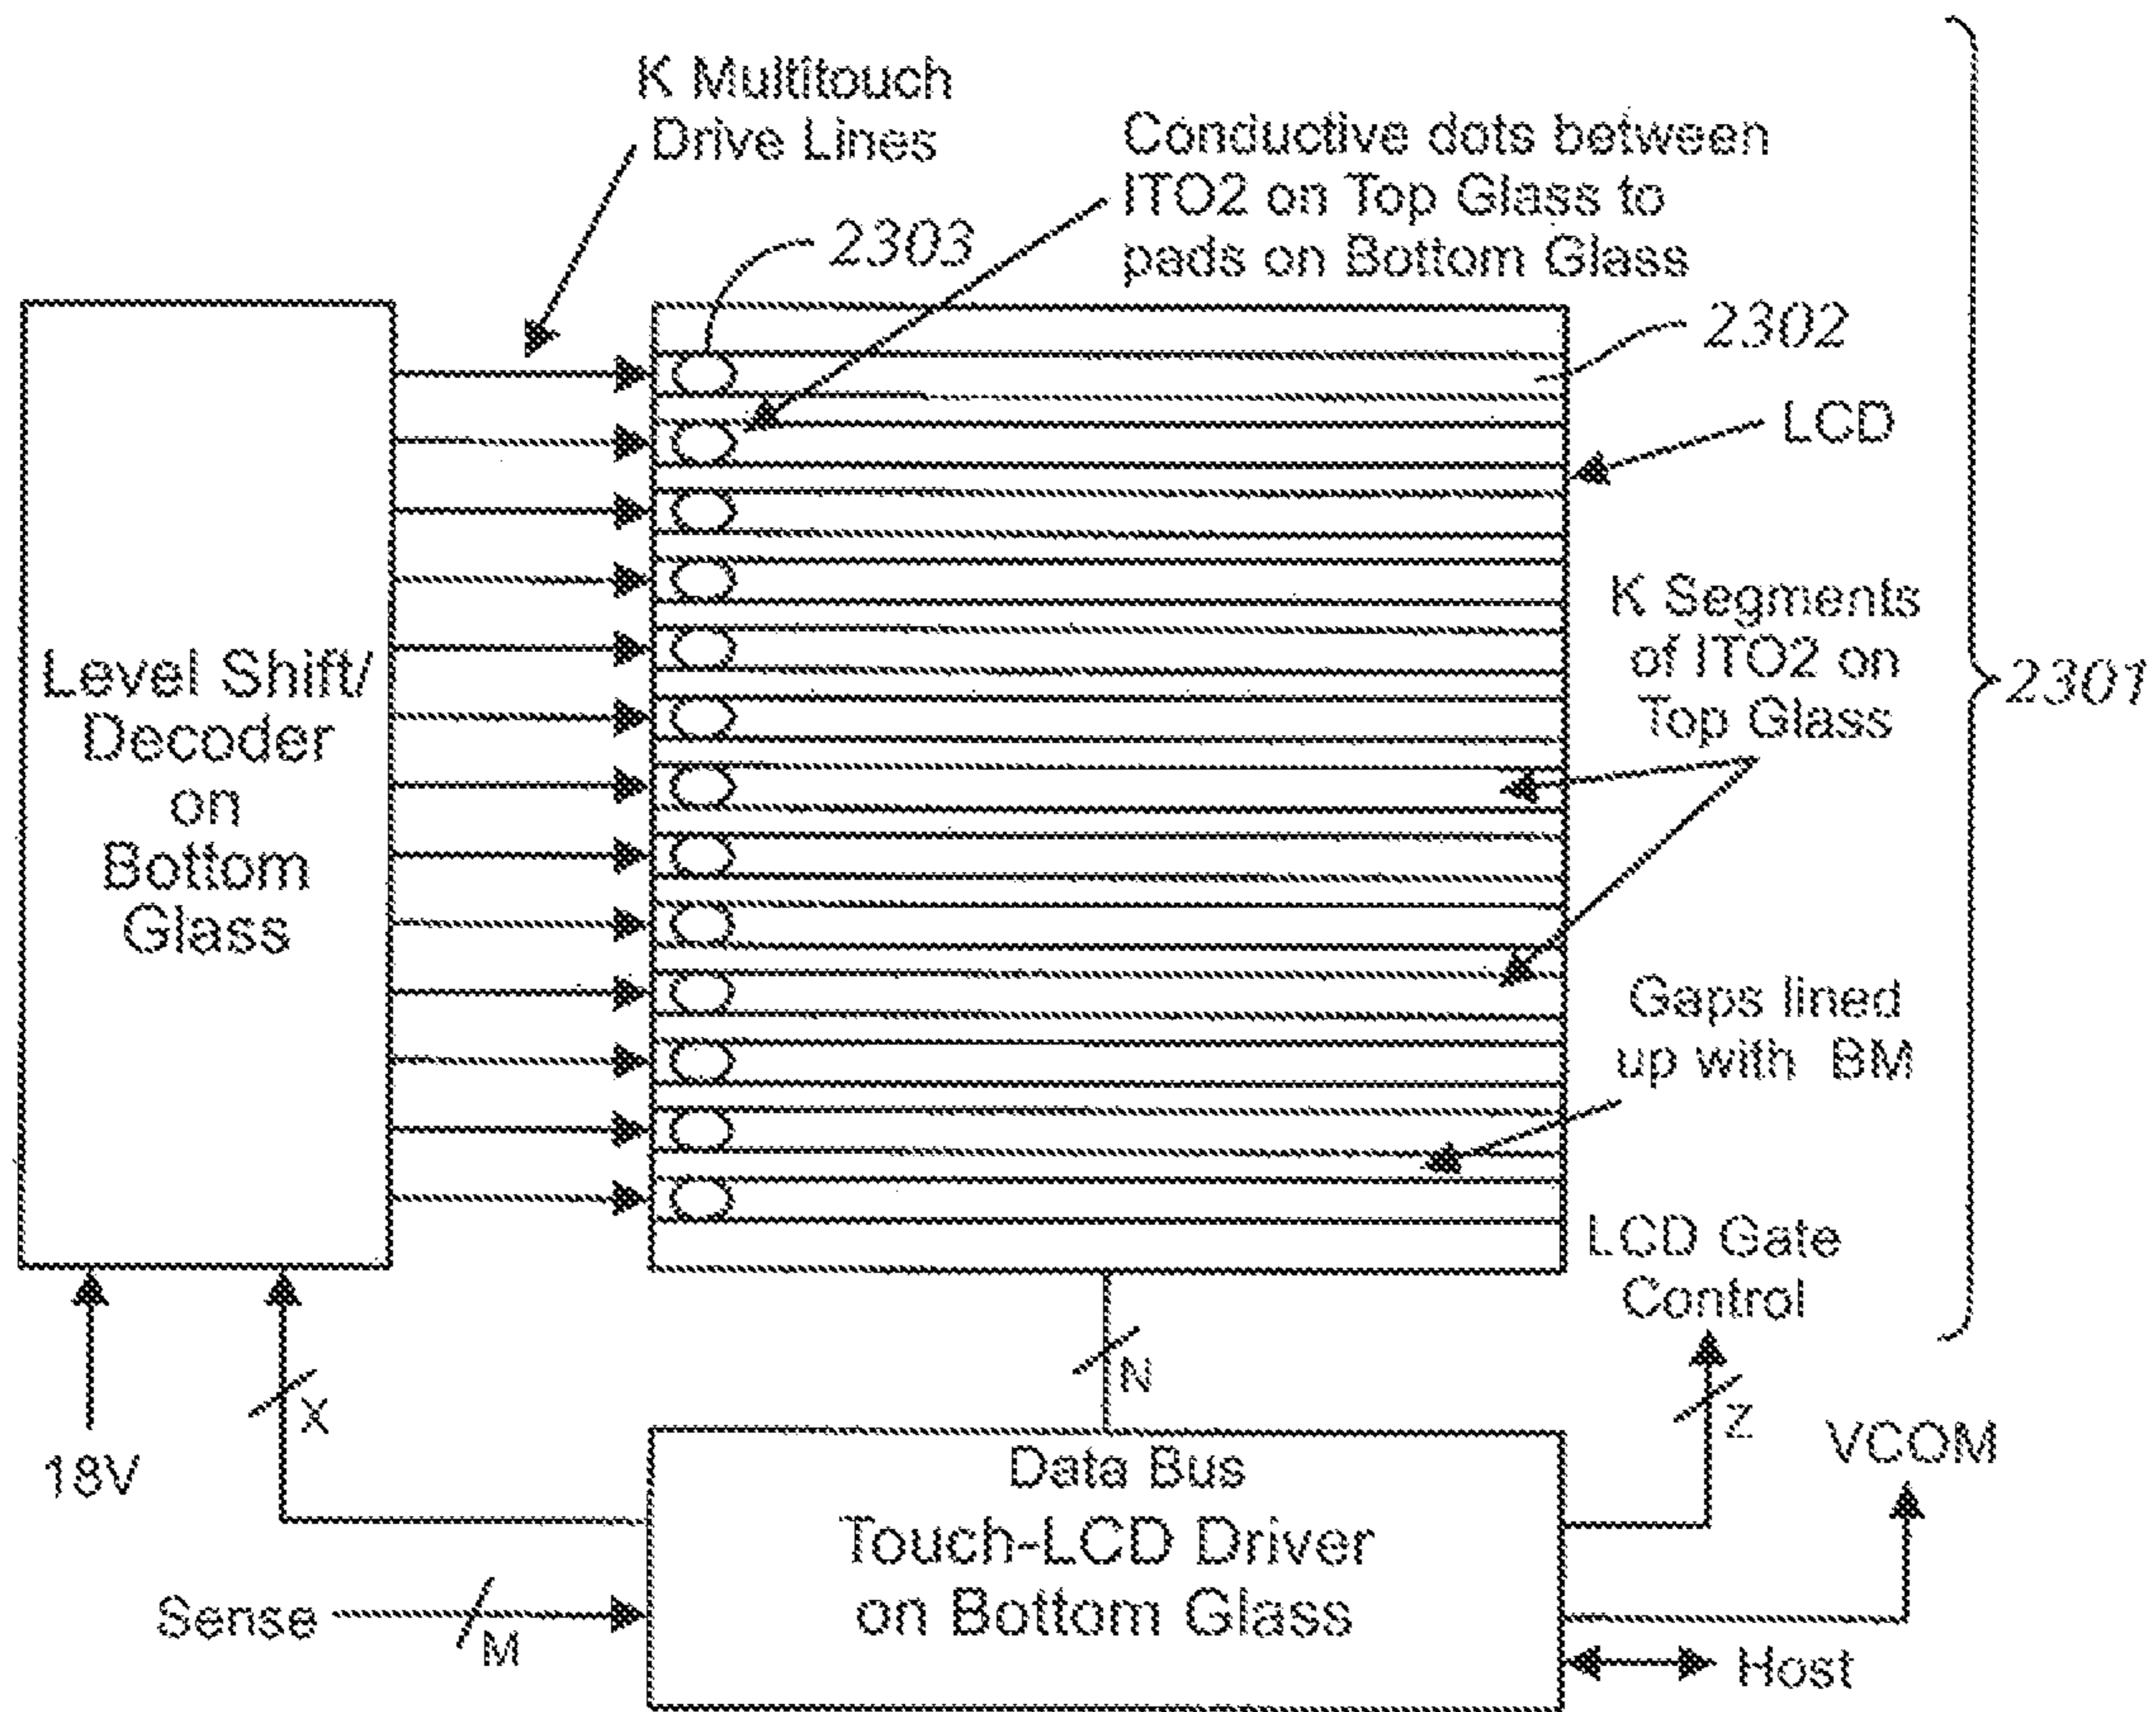 K Multitouch
Drive Lines
Conductive dots between
ITO2 on Top Glass to
pads on Bottom Glass
2303
2302
LCD
K Segments
of ITO2 on
Top Glass
2301
Level Shift/
Decoder
on
Bottom
Glass
Gaps lined
up with BM
LCD Gate
Control
18V
X
N
Z
VCOM
Data Bus
Touch-LCD Driver
on Bottom Glass
Sense
M
Host